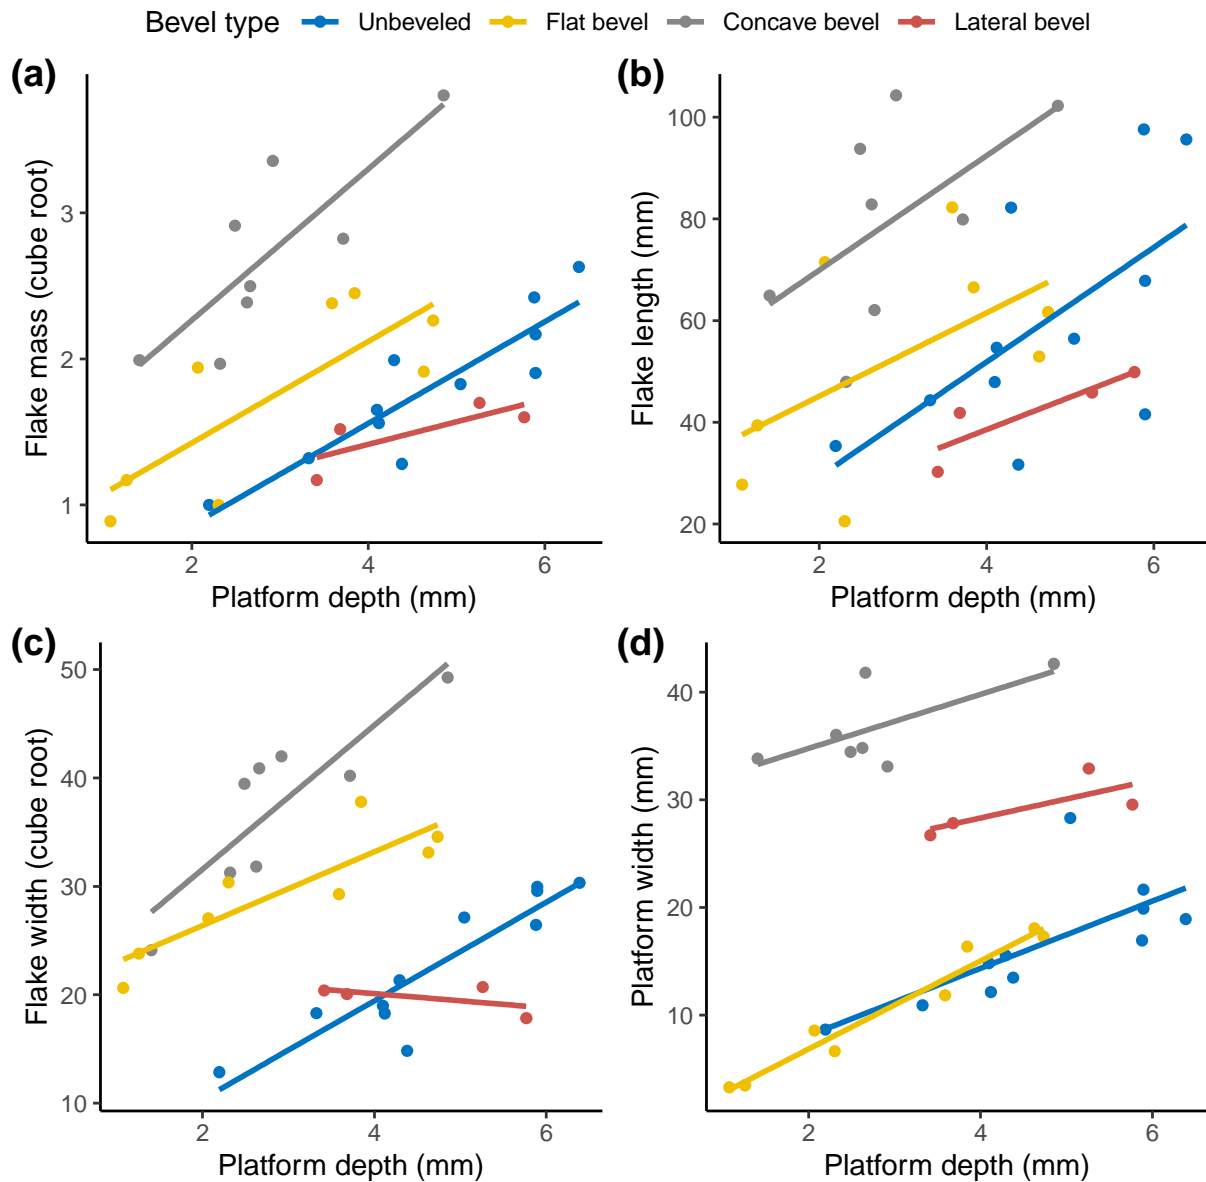 Bevel type Unbeveled Flat bevel Concave bevel Lateral bevel
(a)
Flake mass (cube root)
3
2
1
2 4 6
Platform depth (mm)
(b)
Flake length (mm)
100
80
60
40
20
2 4 6
Platform depth (mm)
(c)
Flake width (cube root)
50
40
30
20
10
2 4 6
Platform depth (mm)
(d)
Platform width (mm)
40
30
20
10
2 4 6
Platform depth (mm)